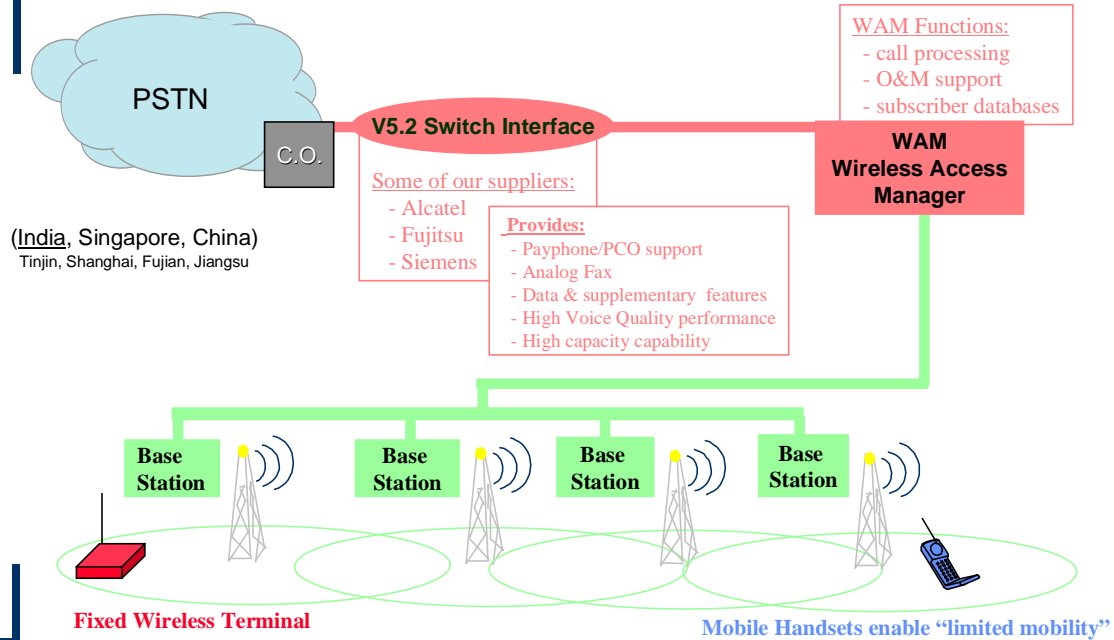 PSTN
C.O.
(India, Singapore, China)
Tinjin, Shanghai, Fujian, Jiangsu
V5.2 Switch Interface
Some of our suppliers:
- Alcatel
- Fujitsu
- Siemens
Provides:
- Payphone/PCO support
- Analog Fax
- Data & supplementary features
- High Voice Quality performance
- High capacity capability
WAM Functions:
- call processing
- O&M support
- subscriber databases
WAM
Wireless Access
Manager
Base
Station
Base
Station
Base
Station
Base
Station
Fixed Wireless Terminal
Mobile Handsets enable “limited mobility”